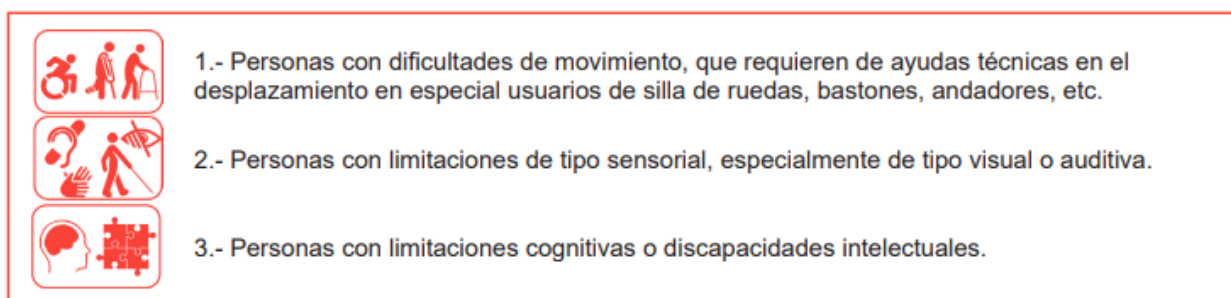 1.- Personas con dificultades de movimiento, que requieren de ayudas técnicas en el
desplazamiento en especial usuarios de silla de ruedas, bastones, andadores, etc.
2.- Personas con limitaciones de tipo sensorial, especialmente de tipo visual o auditiva.
3.- Personas con limitaciones cognitivas o discapacidades intelectuales.